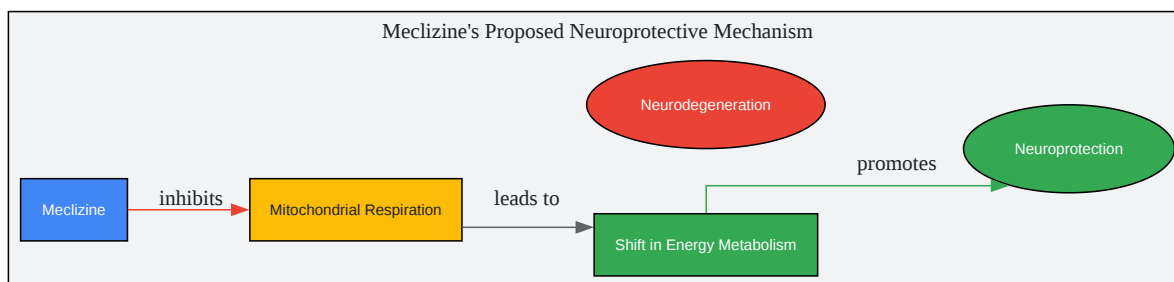 Meclizine's Proposed Neuroprotective Mechanism
Neurodegeneration
Neuroprotection
promotes
Meclizine
inhibits
Mitochondrial Respiration
leads to
Shift in Energy Metabolism